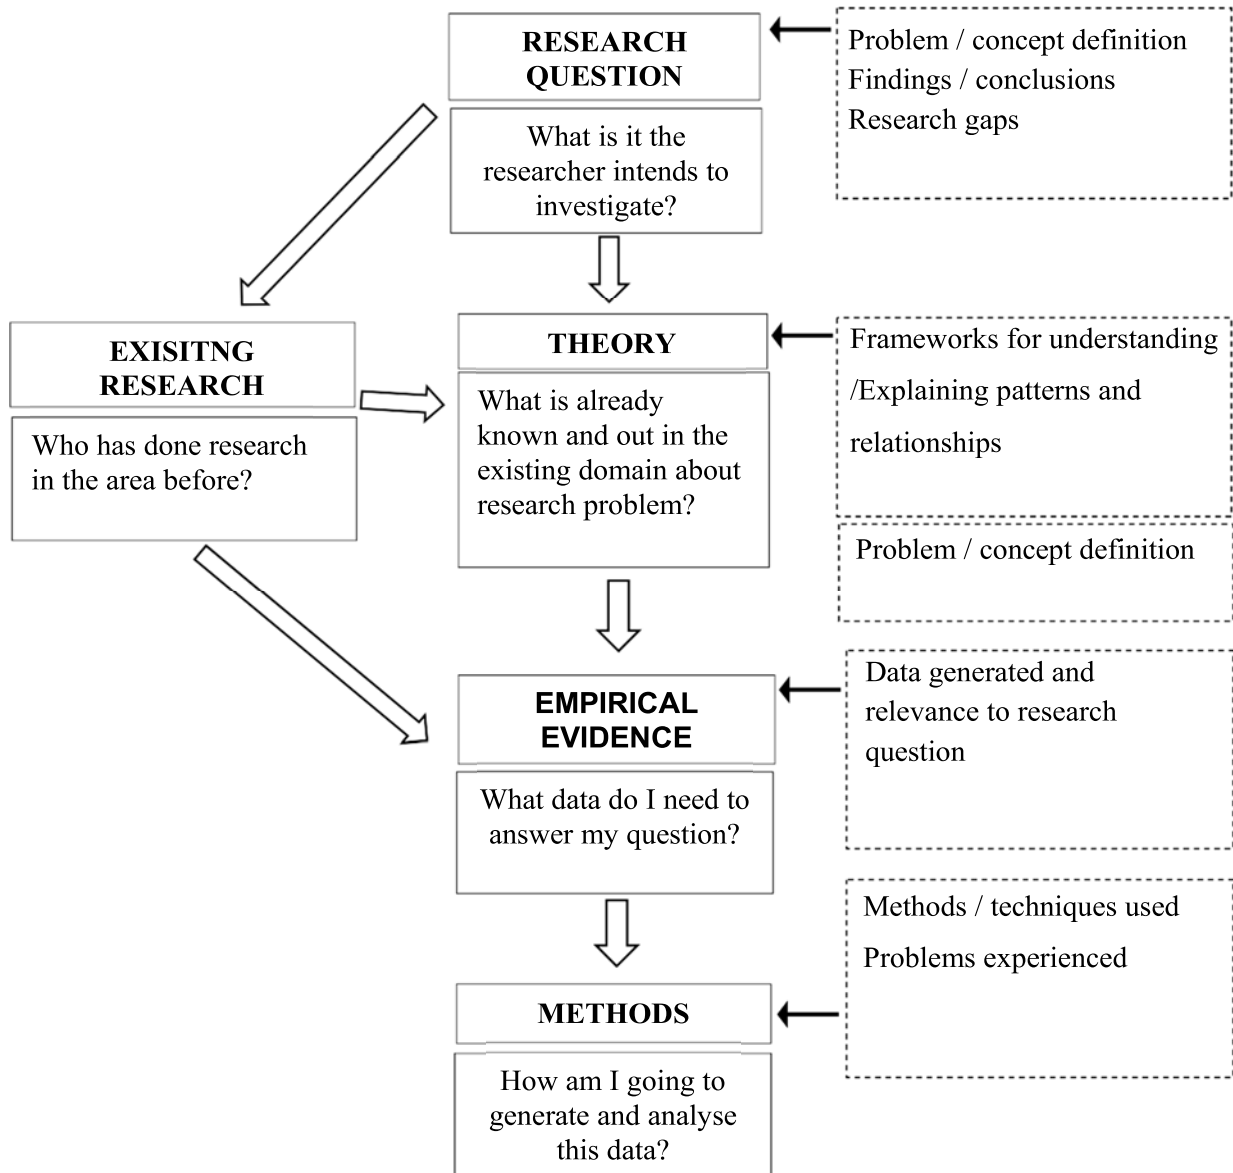 RESEARCH
QUESTION
What is it the
researcher intends to
investigate?
Problem / concept definition
Findings / conclusions
Research gaps
EXISITNG
RESEARCH
Who has done research
in the area before?
THEORY
What is already
known and out in the
existing domain about
research problem?
Frameworks for understanding
/Explaining patterns and
relationships
Problem / concept definition
EMPIRICAL
EVIDENCE
What data do I need to
answer my question?
Data generated and
relevance to research
question
METHODS
How am I going to
generate and analyse
this data?
Methods / techniques used
Problems experienced